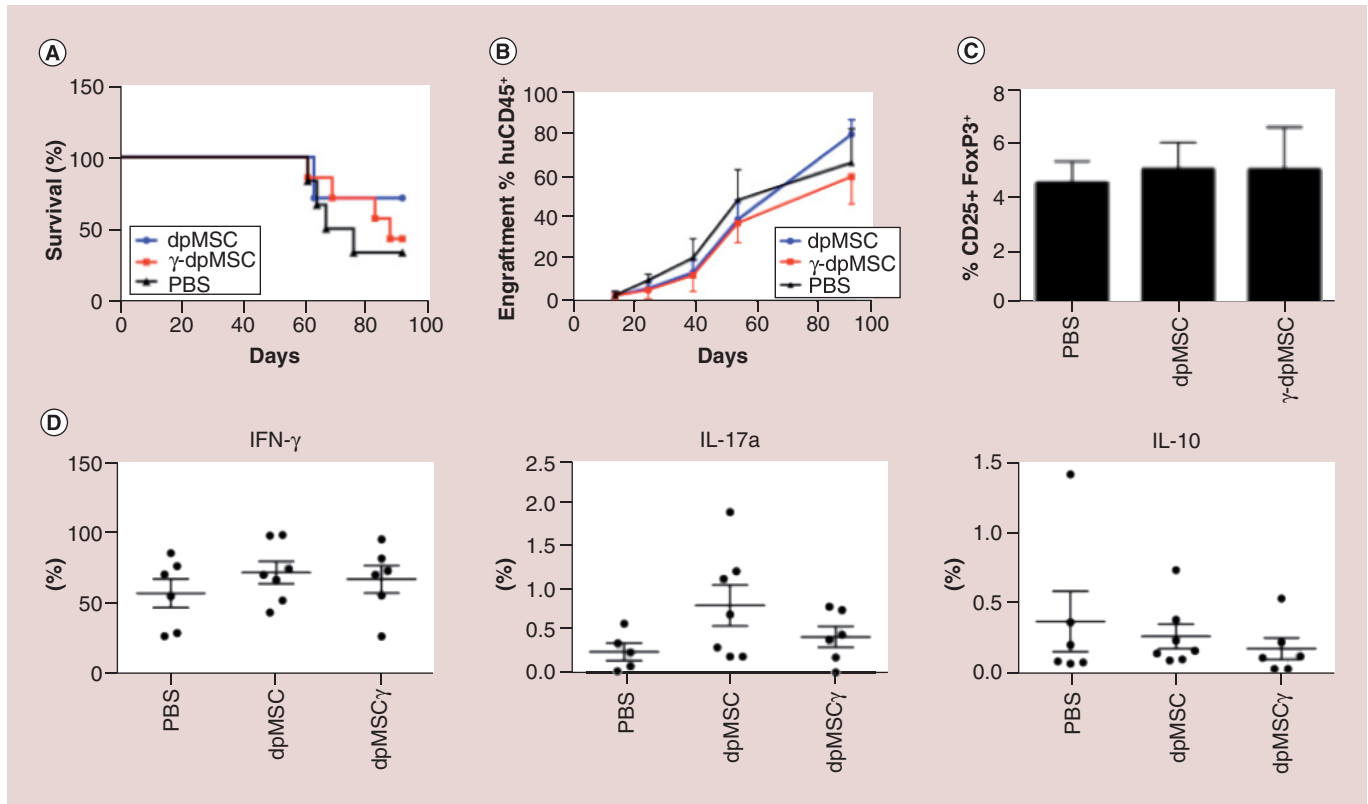 A
Survival (%)
150
100
50
0
0 20 40 60 80 100
Days
dpMSC
γ-dpMSC
PBS
B
Engraftment % huCD45+
100
80
60
40
20
0
0 20 40 60 80 100
Days
dpMSC
γ-dpMSC
PBS
C
% CD25+ FoxP3+
8
6
4
2
0
PBS
dpMSC
γ-dpMSC
D
IFN-γ
(%)
150
100
50
0
PBS
dpMSC
dpMSCγ
IL-17a
(%)
2.5
2.0
1.5
1.0
0.5
0.0
PBS
dpMSC
dpMSCγ
IL-10
(%)
1.5
1.0
0.5
0.0
PBS
dpMSC
dpMSCγ